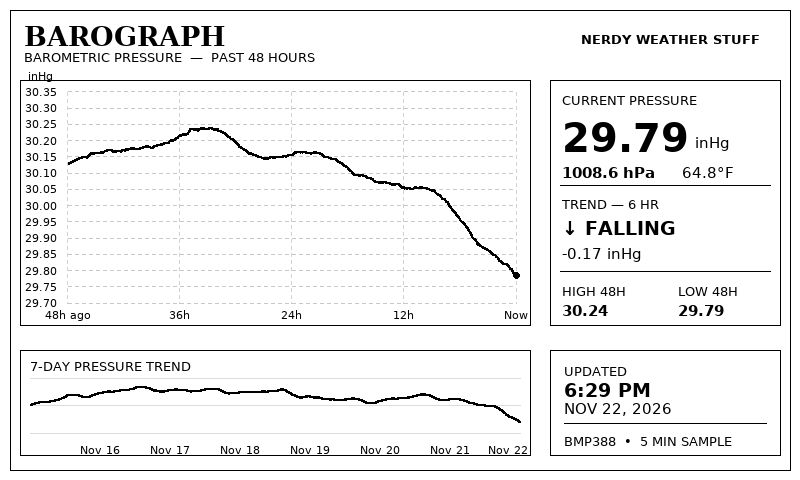 BAROGRAPH
BAROMETRIC PRESSURE — PAST 48 HOURS
NERDY WEATHER STUFF
inHg
30.35
30.30
30.25
30.20
30.15
30.10
30.05
30.00
29.95
29.90
29.85
29.80
29.75
29.70
48h ago 36h 24h 12h Now
CURRENT PRESSURE
29.79 inHg
1008.6 hPa 64.8°F
TREND — 6 HR
↓ FALLING
-0.17 inHg
HIGH 48H LOW 48H
30.24 29.79
7-DAY PRESSURE TREND
Nov 16 Nov 17 Nov 18 Nov 19 Nov 20 Nov 21 Nov 22
UPDATED
6:29 PM
NOV 22, 2026
BMP388 • 5 MIN SAMPLE